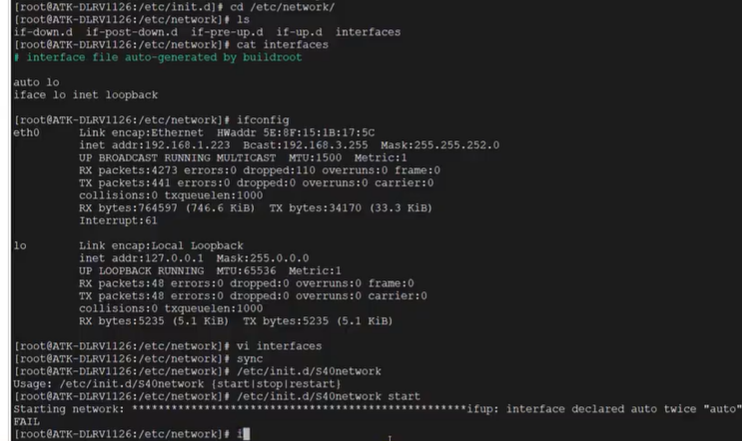 [root@ATK-DLRV1126:/etc/init.d]# cd /etc/network/
[root@ATK-DLRV1126:/etc/network]# ls
if-down.d  if-post-down.d  if-pre-up.d  if-up.d  interfaces
[root@ATK-DLRV1126:/etc/network]# cat interfaces
# interface file auto-generated by buildroot

auto lo
iface lo inet loopback

[root@ATK-DLRV1126:/etc/network]# ifconfig
eth0      Link encap:Ethernet  HWaddr 5E:8F:15:1B:17:5C
          inet addr:192.168.1.223  Bcast:192.168.3.255  Mask:255.255.252.0
          UP BROADCAST RUNNING MULTICAST  MTU:1500  Metric:1
          RX packets:4273 errors:0 dropped:110 overruns:0 frame:0
          TX packets:441 errors:0 dropped:0 overruns:0 carrier:0
          collisions:0 txqueuelen:1000
          RX bytes:764597 (746.6 KiB)  TX bytes:34170 (33.3 KiB)
          Interrupt:61

lo        Link encap:Local Loopback
          inet addr:127.0.0.1  Mask:255.0.0.0
          UP LOOPBACK RUNNING  MTU:65536  Metric:1
          RX packets:48 errors:0 dropped:0 overruns:0 frame:0
          TX packets:48 errors:0 dropped:0 overruns:0 carrier:0
          collisions:0 txqueuelen:1000
          RX bytes:5235 (5.1 KiB)  TX bytes:5235 (5.1 KiB)

[root@ATK-DLRV1126:/etc/network]# vi interfaces
[root@ATK-DLRV1126:/etc/network]# sync
[root@ATK-DLRV1126:/etc/network]# /etc/init.d/S40network
Usage: /etc/init.d/S40network {start|stop|restart}
[root@ATK-DLRV1126:/etc/network]# /etc/init.d/S40network start
Starting network: **************************************************ifup: interface declared auto twice "auto"
FAIL
[root@ATK-DLRV1126:/etc/network]# i